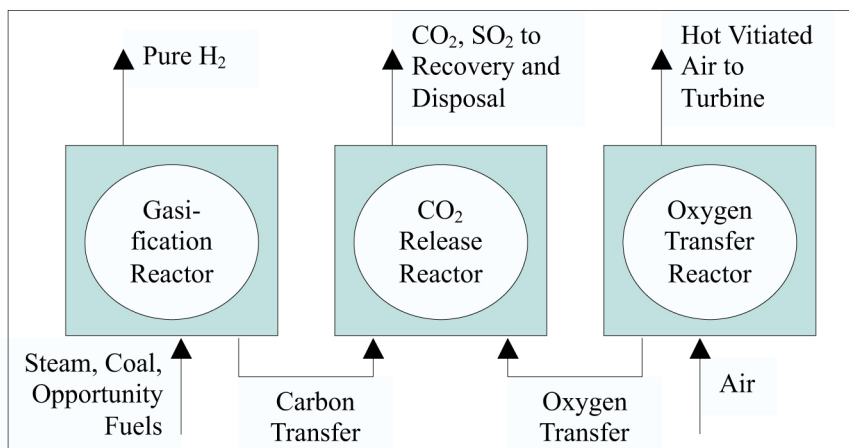 Pure H₂
CO₂, SO₂ to
Recovery and
Disposal
Hot Vitiated
Air to
Turbine
Gasi-
fication
Reactor
CO₂
Release
Reactor
Oxygen
Transfer
Reactor
Steam, Coal,
Opportunity
Fuels
Carbon
Transfer
Oxygen
Transfer
Air